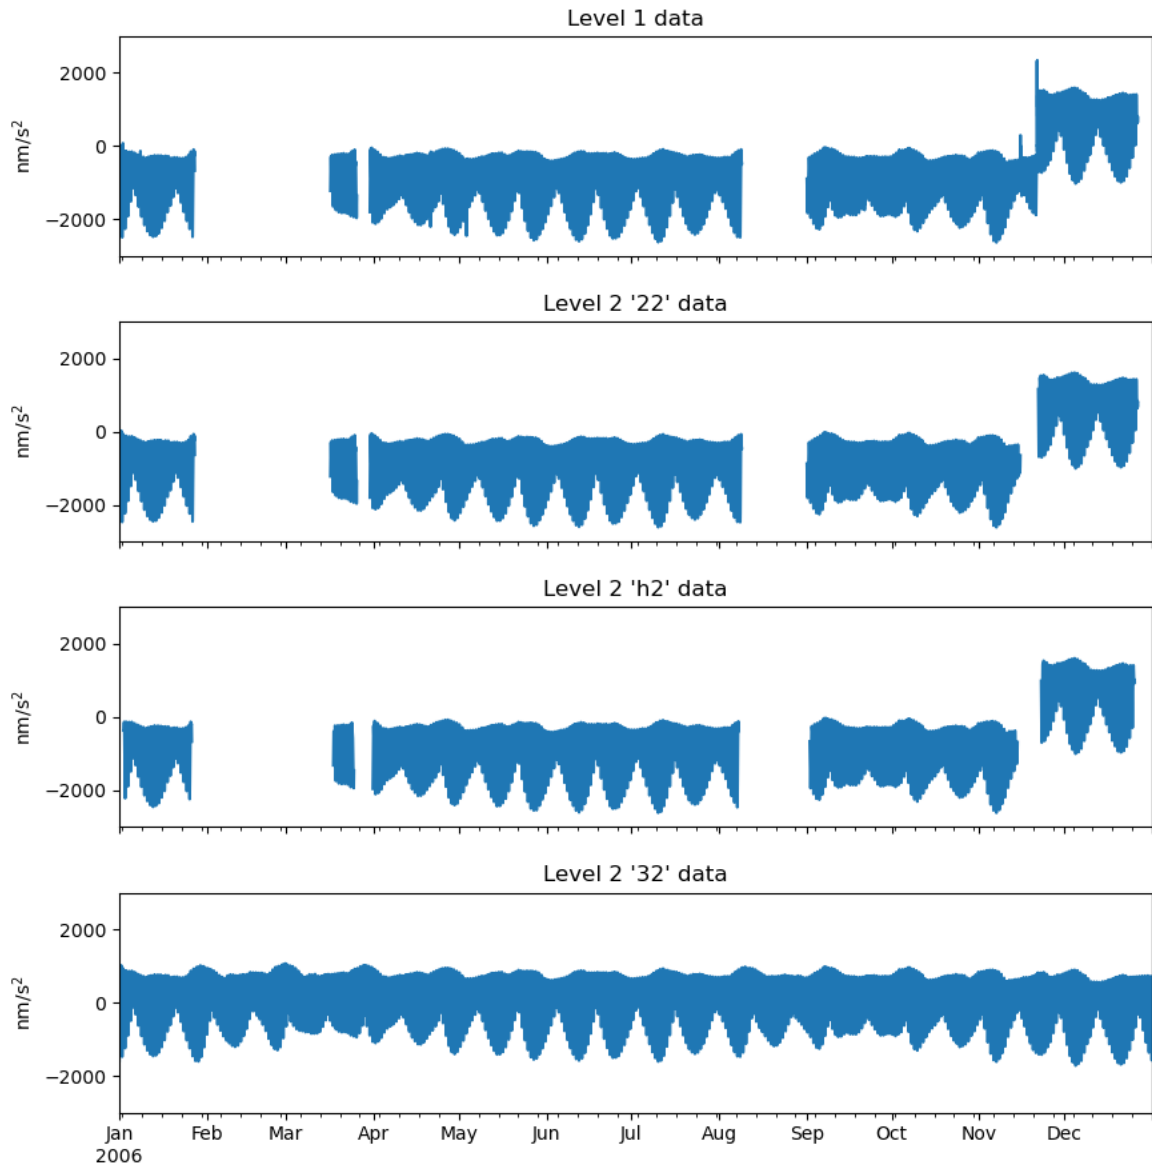 Level 1 data
2000
0
−2000
nm/s²
Level 2 '22' data
2000
0
−2000
nm/s²
Level 2 'h2' data
2000
0
−2000
nm/s²
Level 2 '32' data
2000
0
−2000
nm/s²
Jan Feb Mar Apr May Jun Jul Aug Sep Oct Nov Dec
2006